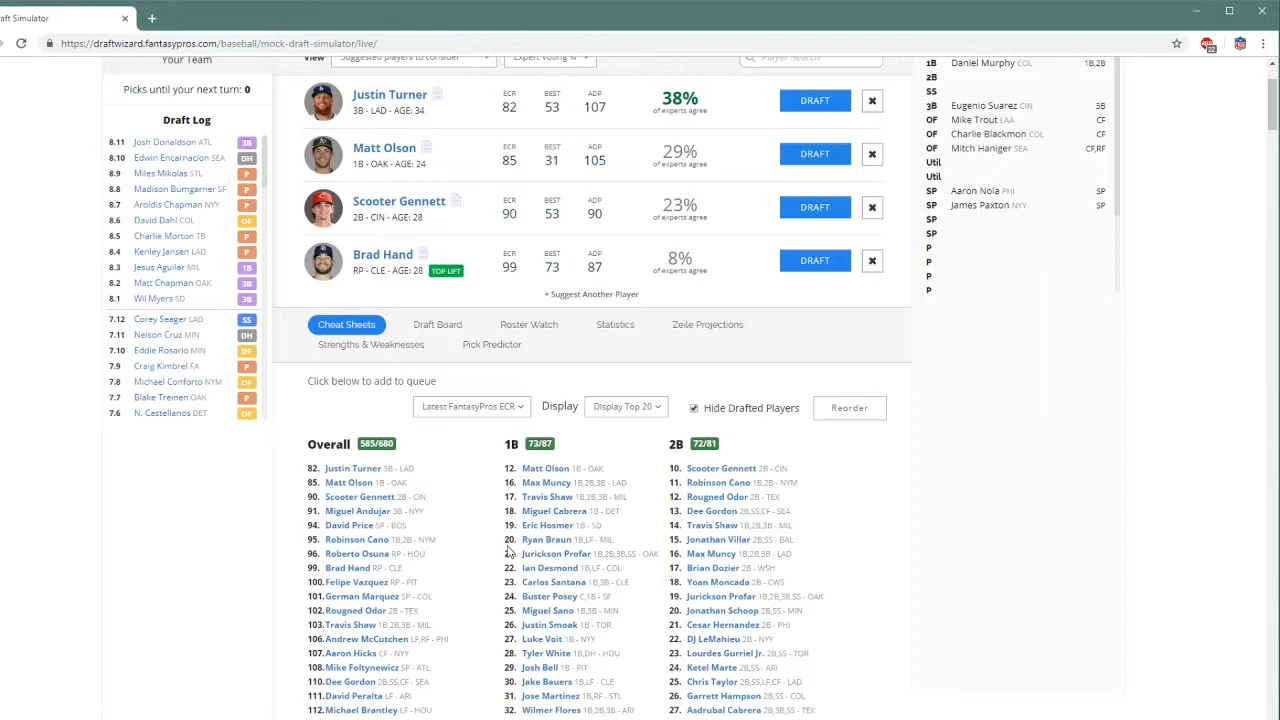 aft Simulator
https://draftwizard.fantasypros.com/baseball/mock-draft-simulator/live/
22
Your Team
View Suggested players to consider Expert Voting % Player Search
Picks until your next turn: 0
Draft Log
8.11 Josh Donaldson ATL 3B
8.10 Edwin Encarnacion SEA DH
8.9 Miles Mikolas STL P
8.8 Madison Bumgarner SF P
8.7 Aroldis Chapman NYY P
8.6 David Dahl COL OF
8.5 Charlie Morton TB P
8.4 Kenley Jansen LAD P
8.3 Jesus Aguilar MIL 1B
8.2 Matt Chapman OAK 3B
8.1 Wil Myers SD 3B
7.12 Corey Seager LAD SS
7.11 Nelson Cruz MIN DH
7.10 Eddie Rosario MIN OF
7.9 Craig Kimbrel FA P
7.8 Michael Conforto NYM OF
7.7 Blake Treinen OAK P
7.6 N. Castellanos DET OF
Justin Turner
3B - LAD - AGE: 34
ECR BEST ADP
82 53 107
38%
of experts agree
DRAFT
Matt Olson
1B - OAK - AGE: 24
ECR BEST ADP
85 31 105
29%
of experts agree
DRAFT
Scooter Gennett
2B - CIN - AGE: 28
ECR BEST ADP
90 53 90
23%
of experts agree
DRAFT
Brad Hand
RP - CLE - AGE: 28 TOP LIFT
ECR BEST ADP
99 73 87
8%
of experts agree
DRAFT
+ Suggest Another Player
Cheat Sheets Draft Board Roster Watch Statistics Zeile Projections
Strengths & Weaknesses Pick Predictor
Click below to add to queue
Latest FantasyPros ECR Display Display Top 20 Hide Drafted Players Reorder
Overall 585/680
82. Justin Turner 3B - LAD
85. Matt Olson 1B - OAK
90. Scooter Gennett 2B - CIN
91. Miguel Andujar 3B - NYY
94. David Price SP - BOS
95. Robinson Cano 1B,2B - NYM
96. Roberto Osuna RP - HOU
99. Brad Hand RP - CLE
100. Felipe Vazquez RP - PIT
101. German Marquez SP - COL
102. Rougned Odor 2B - TEX
103. Travis Shaw 1B,2B,3B - MIL
106. Andrew McCutchen LF,RF - PHI
107. Aaron Hicks CF - NYY
108. Mike Foltynewicz SP - ATL
110. Dee Gordon 2B,SS,CF - SEA
111. David Peralta LF - ARI
112. Michael Brantley LF - HOU
1B 73/87
12. Matt Olson 1B - OAK
16. Max Muncy 1B,2B,3B - LAD
17. Travis Shaw 1B,2B,3B - MIL
18. Miguel Cabrera 1B - DET
19. Eric Hosmer 1B - SD
20. Ryan Braun 1B,LF - MIL
Jurickson Profar 1B,2B,3B,SS - OAK
22. Ian Desmond 1B,LF - COL
23. Carlos Santana 1B,3B - CLE
24. Buster Posey C,1B - SF
25. Miguel Sano 1B,3B - MIN
26. Justin Smoak 1B - TOR
27. Luke Voit 1B - NYY
28. Tyler White 1B,DH - HOU
29. Josh Bell 1B - PIT
30. Jake Bauers 1B,LF - CLE
31. Jose Martinez 1B,RF - STL
32. Wilmer Flores 1B,2B,3B - ARI
2B 72/81
10. Scooter Gennett 2B - CIN
11. Robinson Cano 1B,2B - NYM
12. Rougned Odor 2B - TEX
13. Dee Gordon 2B,SS,CF - SEA
14. Travis Shaw 1B,2B,3B - MIL
15. Jonathan Villar 2B,SS - BAL
16. Max Muncy 1B,2B,3B - LAD
17. Brian Dozier 2B - WSH
18. Yoan Moncada 2B - CWS
19. Jurickson Profar 1B,2B,3B,SS - OAK
20. Jonathan Schoop 2B,SS - MIN
21. Cesar Hernandez 2B - PHI
22. DJ LeMahieu 2B - NYY
23. Lourdes Gurriel Jr. 2B,SS - TOR
24. Ketel Marte 2B,SS - ARI
25. Chris Taylor 2B,SS,LF,CF - LAD
26. Garrett Hampson 2B,SS - COL
27. Asdrubal Cabrera 2B,3B,SS - TEX
1B Daniel Murphy COL 1B,2B
2B
SS
3B Eugenio Suarez CIN 3B
OF Mike Trout LAA CF
OF Charlie Blackmon COL CF
OF Mitch Haniger SEA CF,RF
Util
Util
SP Aaron Nola PHI SP
SP James Paxton NYY SP
SP
SP
P
P
P
P